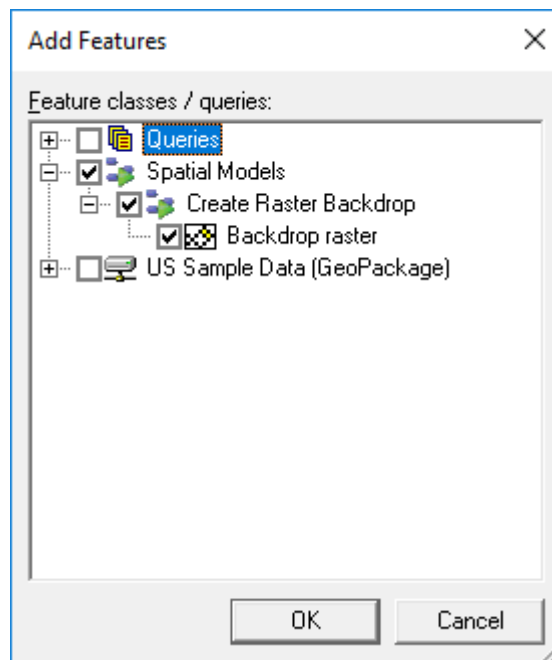 Add Features
Feature classes / queries:
Queries
Spatial Models
Create Raster Backdrop
Backdrop raster
US Sample Data (GeoPackage)
OK Cancel